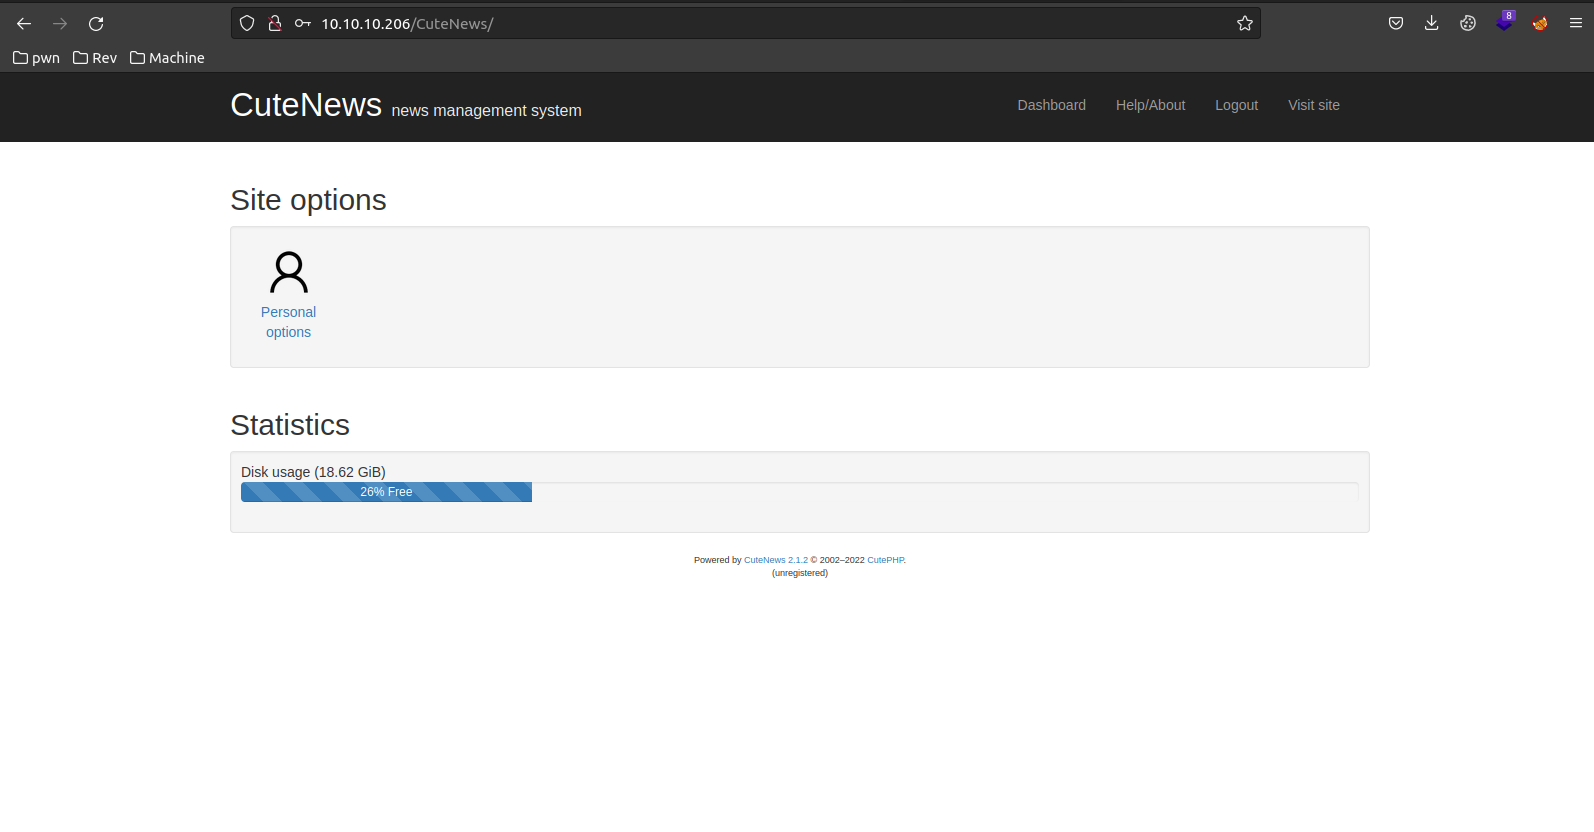 10.10.10.206/CuteNews/
8
pwn Rev Machine
CuteNews news management system Dashboard Help/About Logout Visit site
Site options
Personal
options
Statistics
Disk usage (18.62 GiB)
26% Free
Powered by CuteNews 2.1.2 © 2002–2022 CutePHP.
(unregistered)